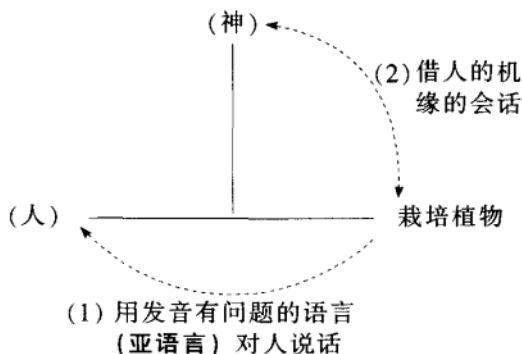 (神)
(2) 借人的机
缘的会话
(人)
栽培植物
(1) 用发音有问题的语言
(亚语言) 对人说话